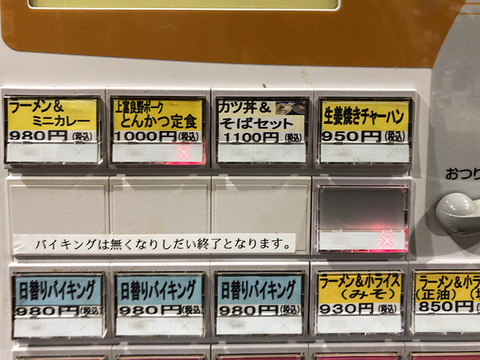 ラーメン＆
ミニカレー
980円(税込)
上富良野ポーク
とんかつ定食
1000円(税込)
カツ丼＆
そばセット
1100円(税込)
生姜焼きチャーハン
950円(税込)
おつり
バイキングは無くなりしだい終了となります。
日替りバイキング
980円(税込)
日替りバイキング
980円(税込)
日替りバイキング
980円(税込)
ラーメン＆小ライス
(みそ)
930円(税込)
ラーメン＆小
(正油)
850円(